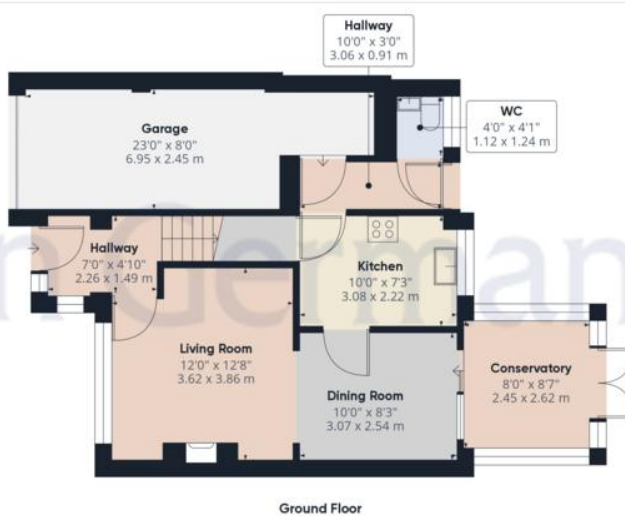 Hallway
10'0" x 3'0"
3.06 x 0.91 m
WC
4'0" x 4'1"
1.12 x 1.24 m
Garage
23'0" x 8'0"
6.95 x 2.45 m
Hallway
7'0" x 4'10"
2.26 x 1.49 m
Kitchen
10'0" x 7'3"
3.08 x 2.22 m
Living Room
12'0" x 12'8"
3.62 x 3.86 m
Dining Room
10'0" x 8'3"
3.07 x 2.54 m
Conservatory
8'0" x 8'7"
2.45 x 2.62 m
n German
Ground Floor